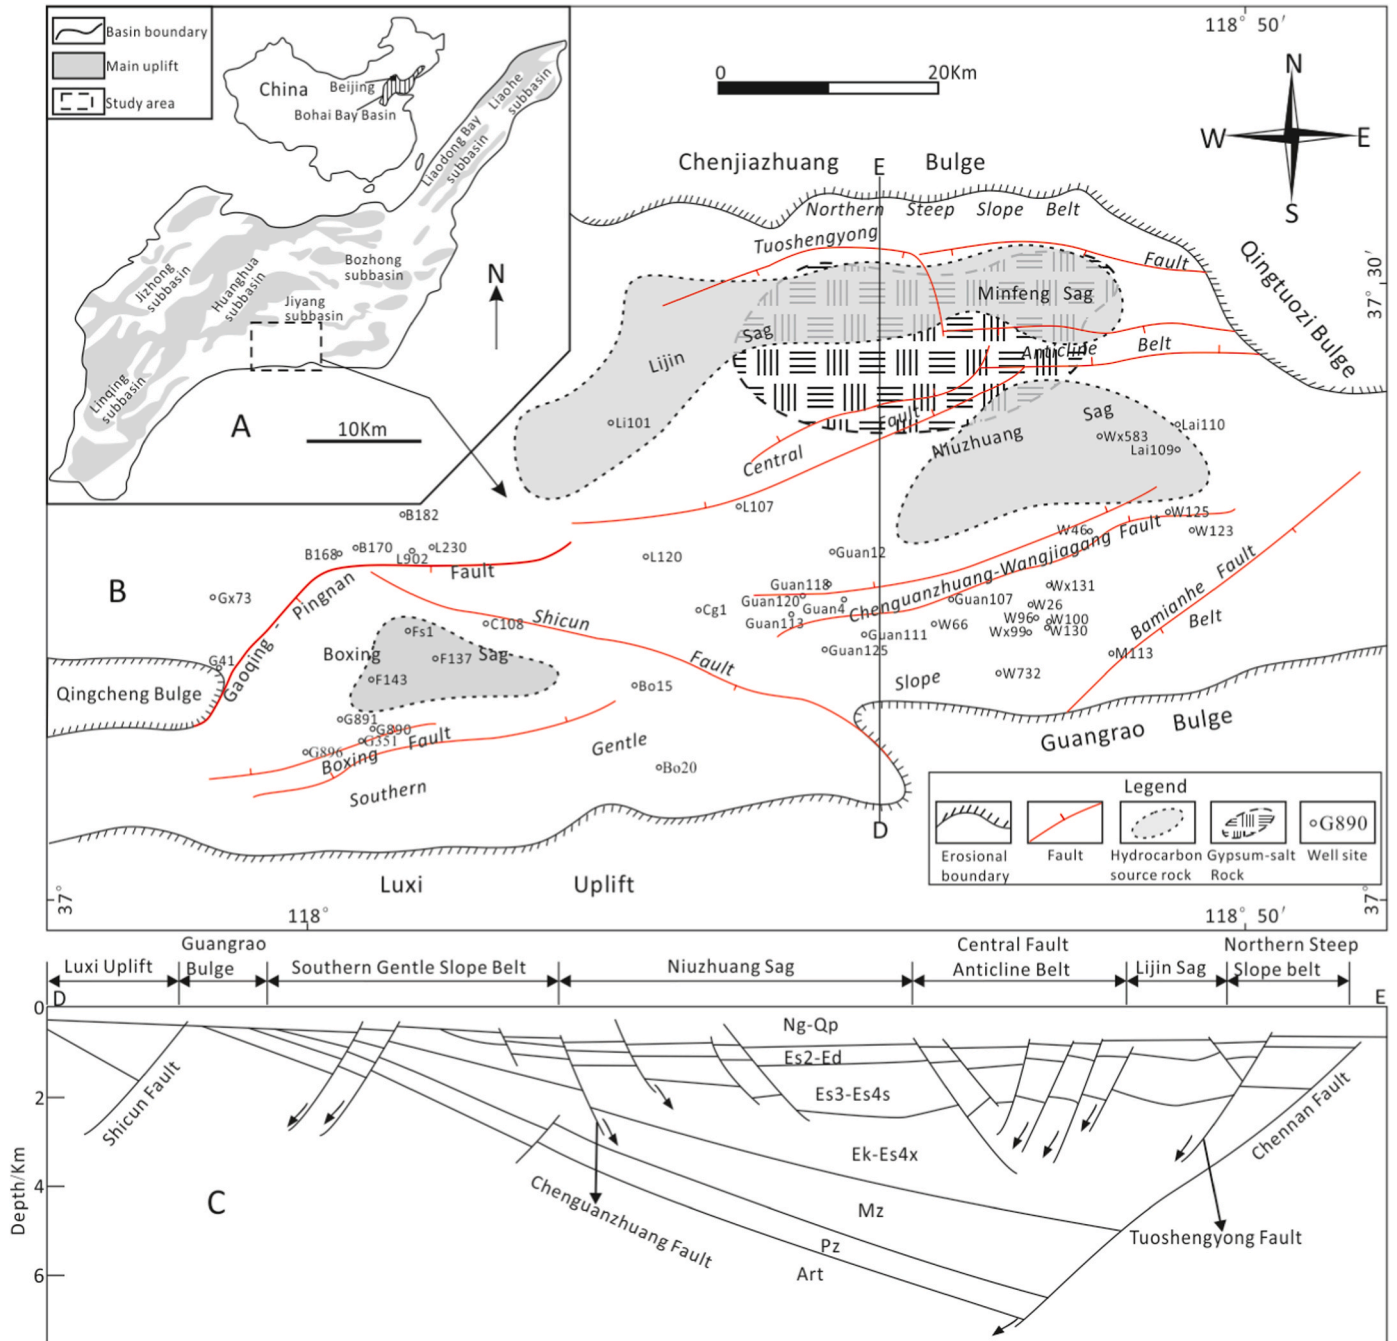 Basin boundary
Main uplift
Study area
China
Beijing
Bohai Bay Basin
Liaohe
subbasin
Liaodong Bay
subbasin
Bozhong
subbasin
Jizhong
subbasin
Huanghua
subbasin
Jiyang
subbasin
Linqing
subbasin
N
A
10Km
118° 50′
0 20Km
N
W E
S
Chenjiazhuang E Bulge
Northern Steep Slope Belt
Tuoshengyong Fault
Qingtuozi Bulge
37° 30′
Minfeng Sag
Lijin Sag
Anticline Belt
Central Fault
Niuzhuang Sag
Li101
Wx583
Lai110
Lai109
L107
B182
B168
B170
L902
L230
L120
Guan12
W46
W125
W123
B
Gaoqing - Pingnan Fault
Gx73
Shicun Fault
Cg1
Guan118
Guan120
Guan4
Guan113
Chenguanzhuang-Wangjiagang Fault
Guan107
Wx131
W26
W96
W100
Wx99
W130
W66
Guan111
Guan125
Bamianhe Fault
Belt
M113
W732
Slope
Fs1
C108
Boxing Sag
F137
F143
G41
Qingcheng Bulge
Bo15
G891
G890
G351
G896
Boxing Fault
Gentle
Bo20
Southern
Guangrao Bulge
D
Luxi Uplift
Legend
G890
Erosional
boundary
Fault
Hydrocarbon
source rock
Gypsum-salt
Rock
Well site
37°
118°
118° 50′
37°
Luxi Uplift
Guangrao
Bulge
Southern Gentle Slope Belt
Niuzhuang Sag
Central Fault
Anticline Belt
Lijin Sag
Northern Steep
Slope belt
D E
0
2
4
6
Depth/Km
Ng-Qp
Es2-Ed
Es3-Es4s
Ek-Es4x
Mz
Pz
Art
Shicun Fault
Chenguanzhuang Fault
Chennan Fault
Tuoshengyong Fault
C